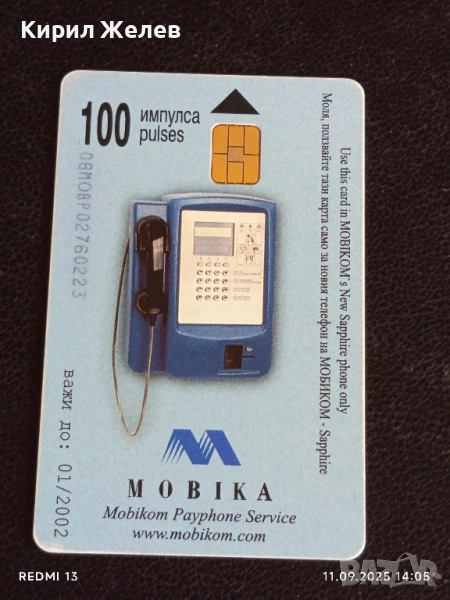 Кирил Желев
100 импулса
pulses
08MOBP02760223
важи до: 01/2002
Use this card in MOBIKOM's New Sapphire phone only
Моля, ползвайте тази карта само за новия телефон на МОБИКОМ - Sapphire
MOBIKA
Mobikom Payphone Service
www.mobikom.com
BAZAR
REDMI 13
11.09.2025 14:05